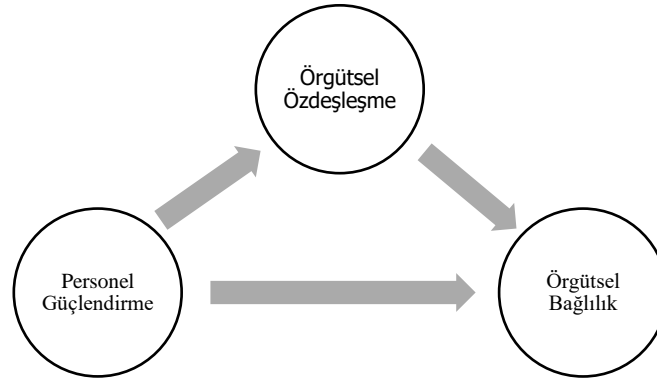 Örgütsel
Özdeşleşme
Personel
Güçlendirme
Örgütsel
Bağlılık